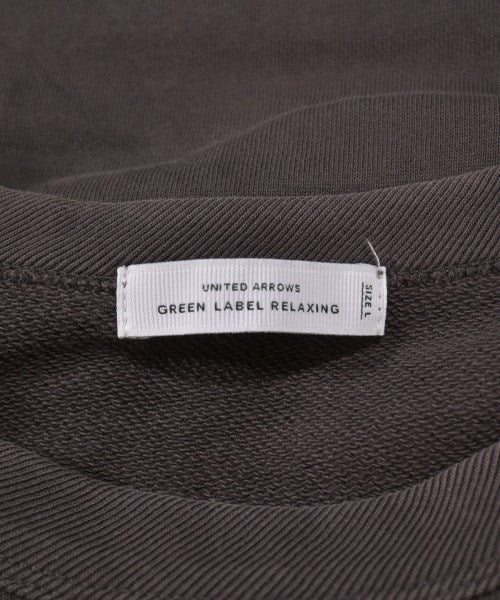 UNITED ARROWS
GREEN LABEL RELAXING
SIZE L